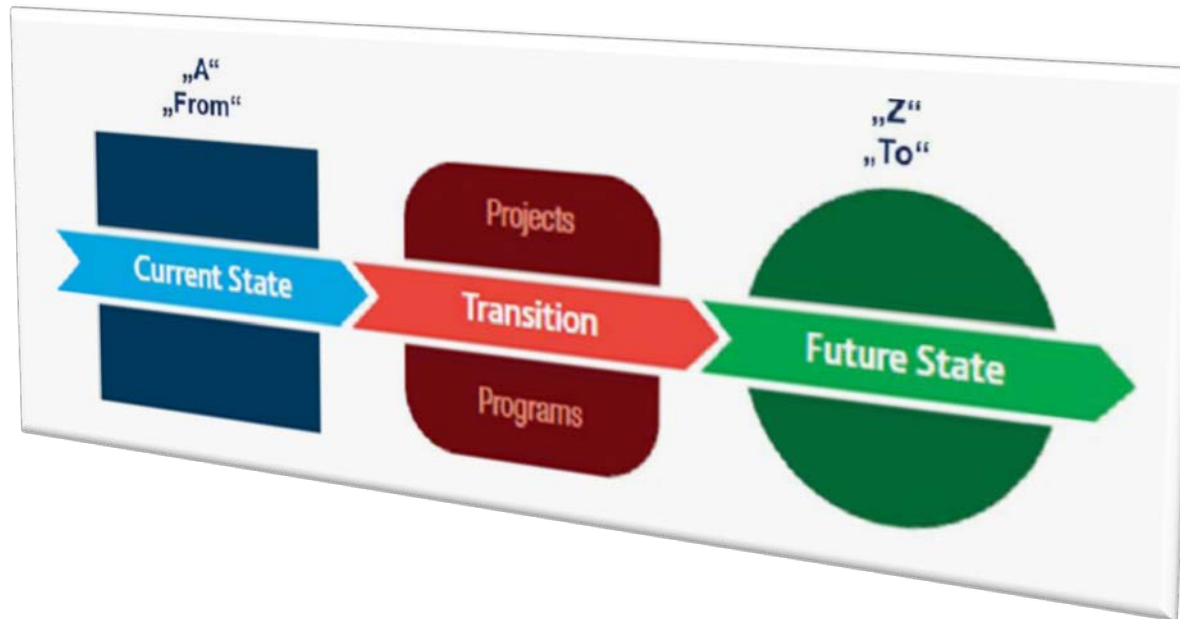 „A“
„From“
Current State
Projects
Transition
Programs
„Z“
„To“
Future State